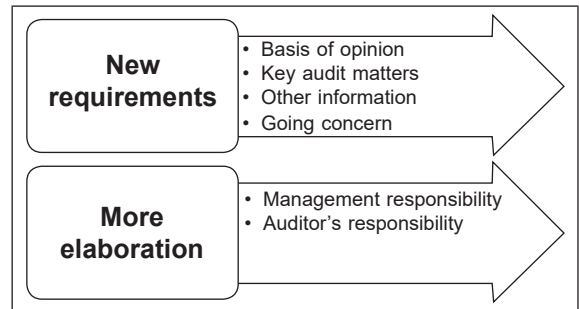 New
requirements
• Basis of opinion
• Key audit matters
• Other information
• Going concern
More
elaboration
• Management responsibility
• Auditor's responsibility